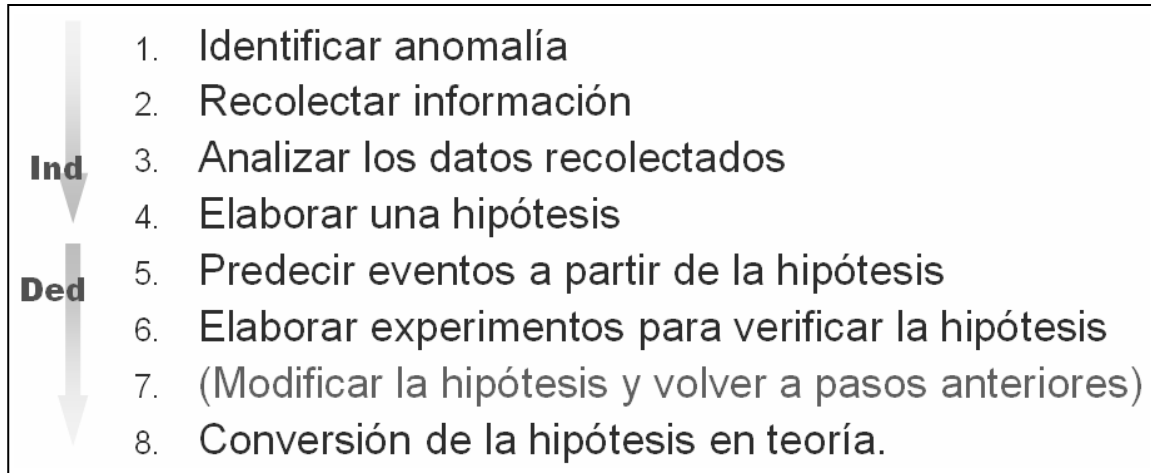 1. Identificar anomalía
2. Recolectar información
Ind
3. Analizar los datos recolectados
4. Elaborar una hipótesis
Ded
5. Predecir eventos a partir de la hipótesis
6. Elaborar experimentos para verificar la hipótesis
7. (Modificar la hipótesis y volver a pasos anteriores)
8. Conversión de la hipótesis en teoría.